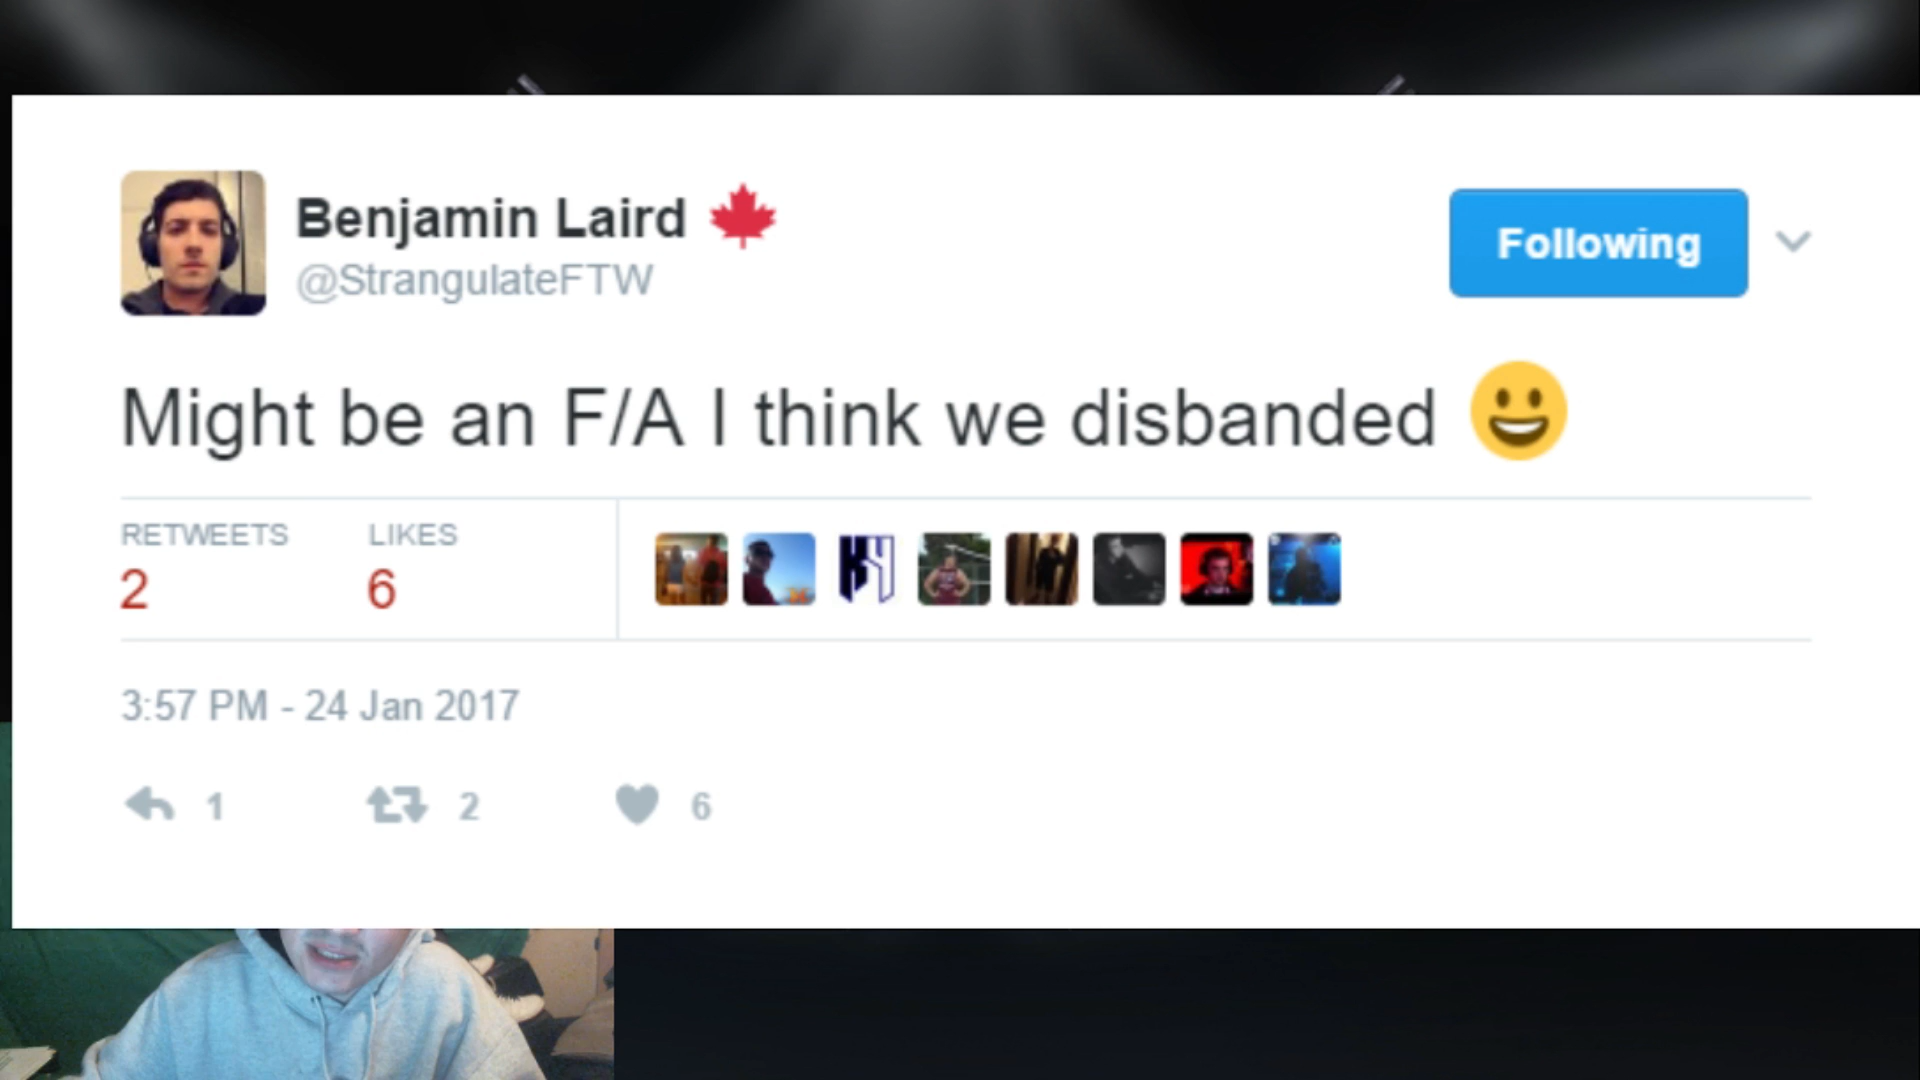 Benjamin Laird 🍁
@StrangulateFTW
Following
Might be an F/A I think we disbanded 😀
RETWEETS LIKES
2 6
3:57 PM - 24 Jan 2017
1 2 6